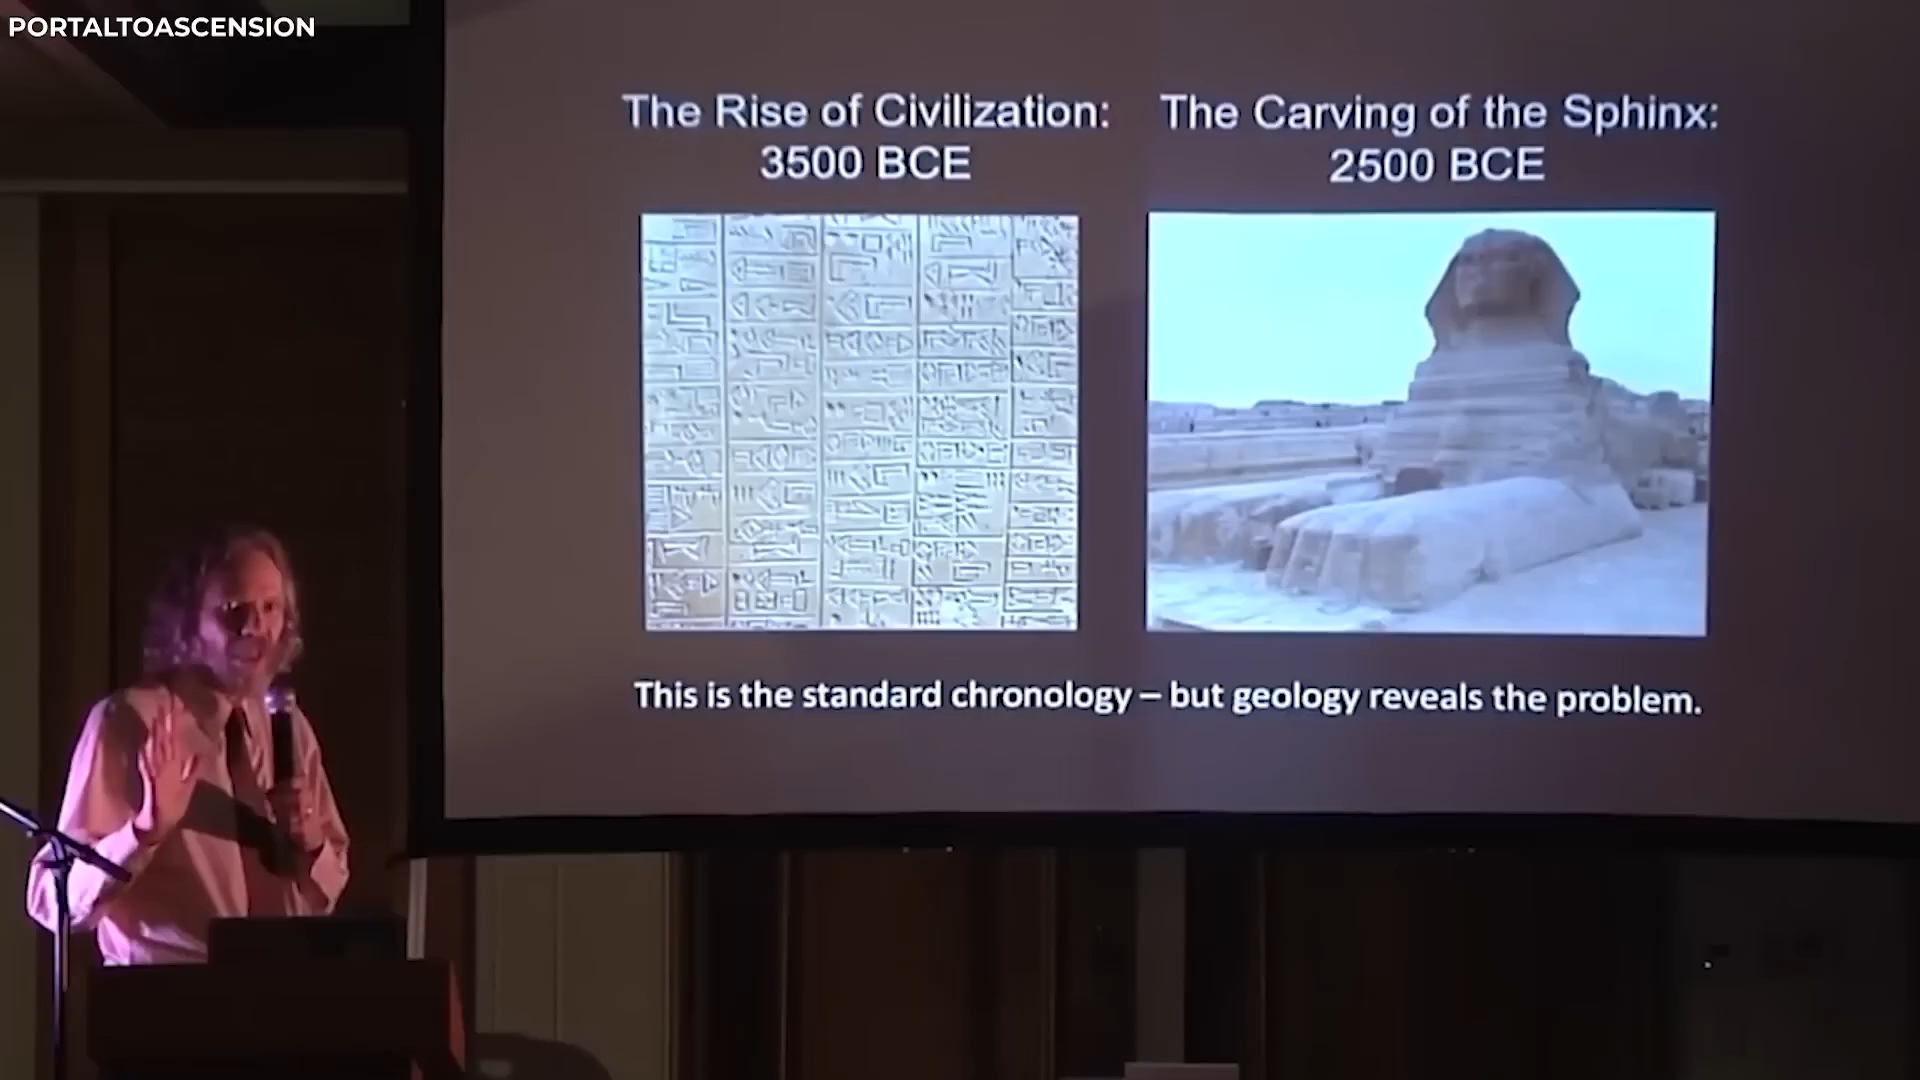 PORTALTOASCENSION
The Rise of Civilization:
3500 BCE
The Carving of the Sphinx:
2500 BCE
This is the standard chronology – but geology reveals the problem.